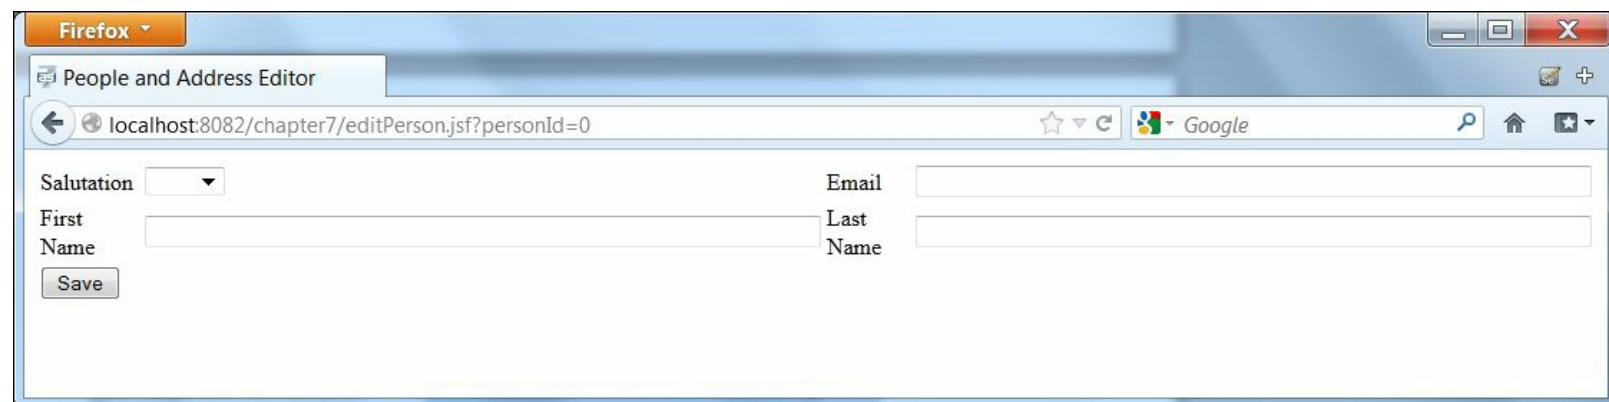 Firefox
People and Address Editor
localhost:8082/chapter7/editPerson.jsf?personId=0
Google
Salutation
Email
First
Name
Last
Name
Save